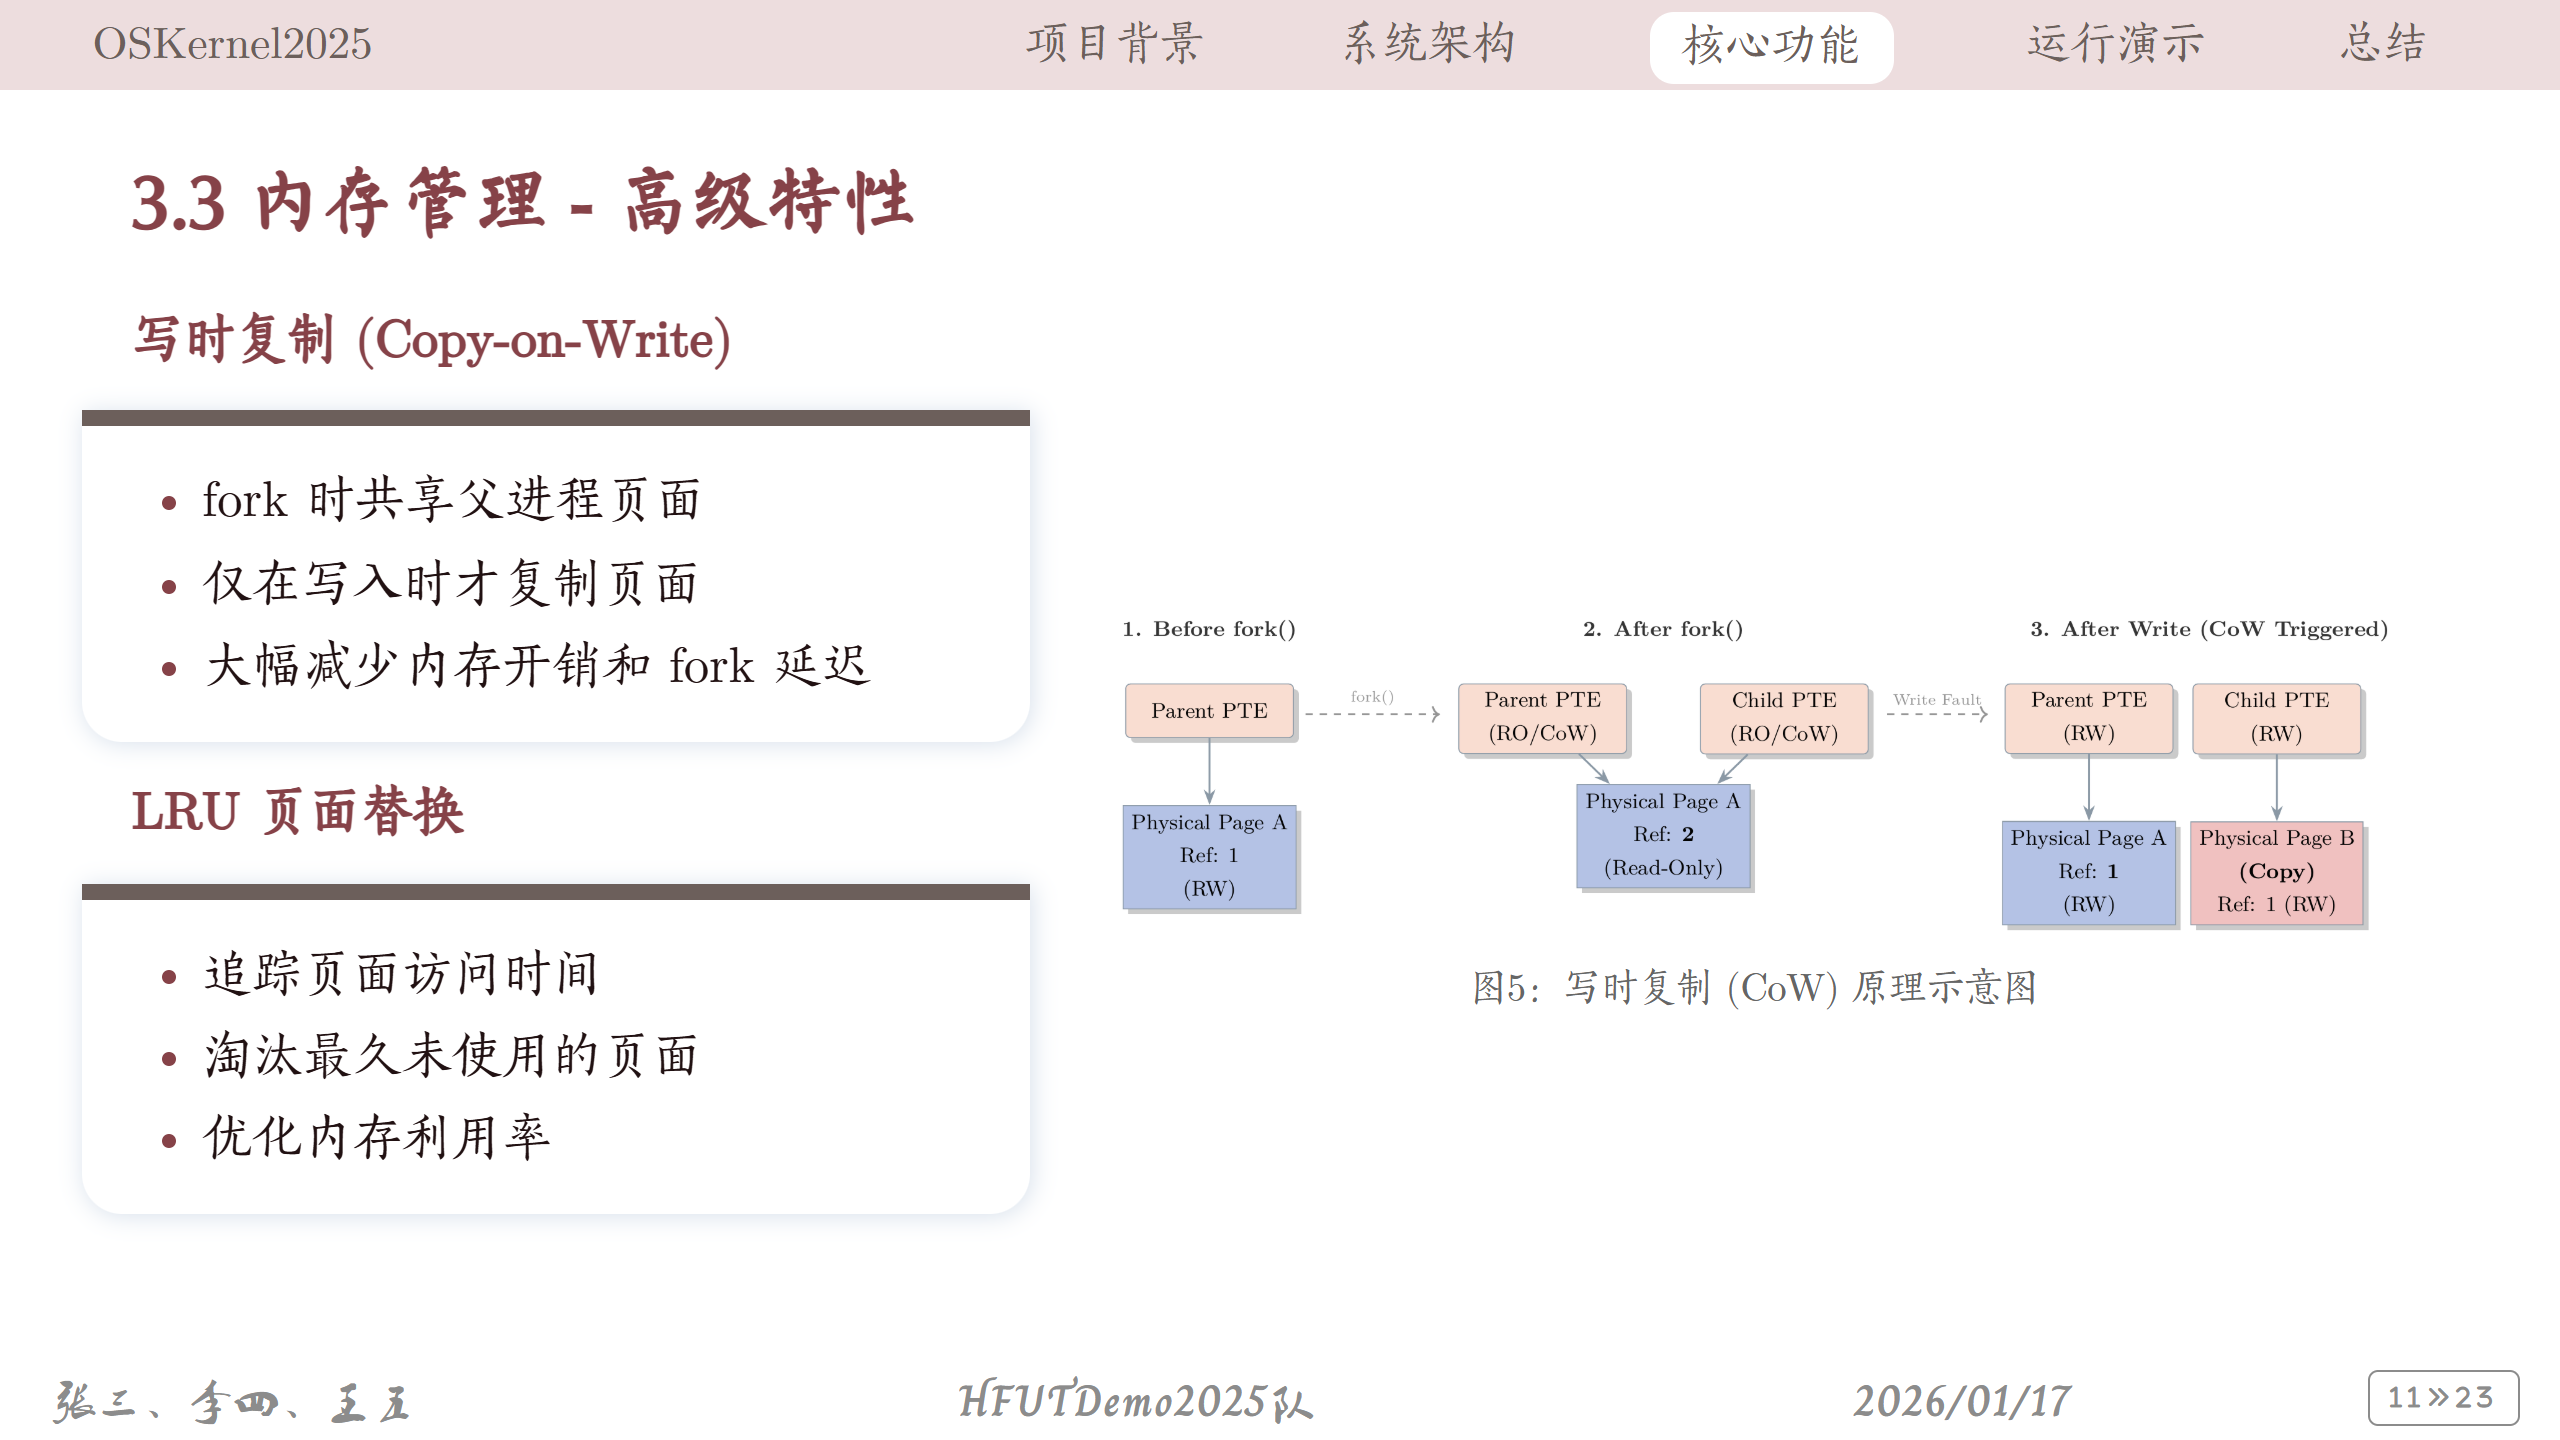 OSKernel2025 项目背景 系统架构 核心功能 运行演示 总结
3.3 内存管理 - 高级特性
写时复制 (Copy-on-Write)
fork 时共享父进程页面
仅在写入时才复制页面
大幅减少内存开销和 fork 延迟
LRU 页面替换
追踪页面访问时间
淘汰最久未使用的页面
优化内存利用率
1. Before fork()
Parent PTE
Physical Page A
Ref: 1
(RW)
fork()
2. After fork()
Parent PTE
(RO/CoW)
Child PTE
(RO/CoW)
Physical Page A
Ref: 2
(Read-Only)
Write Fault
3. After Write (CoW Triggered)
Parent PTE
(RW)
Child PTE
(RW)
Physical Page A
Ref: 1
(RW)
Physical Page B
(Copy)
Ref: 1 (RW)
图5：写时复制 (CoW) 原理示意图
张三、李四、王五 HFUTDemo2025队 2026/01/17 11»23